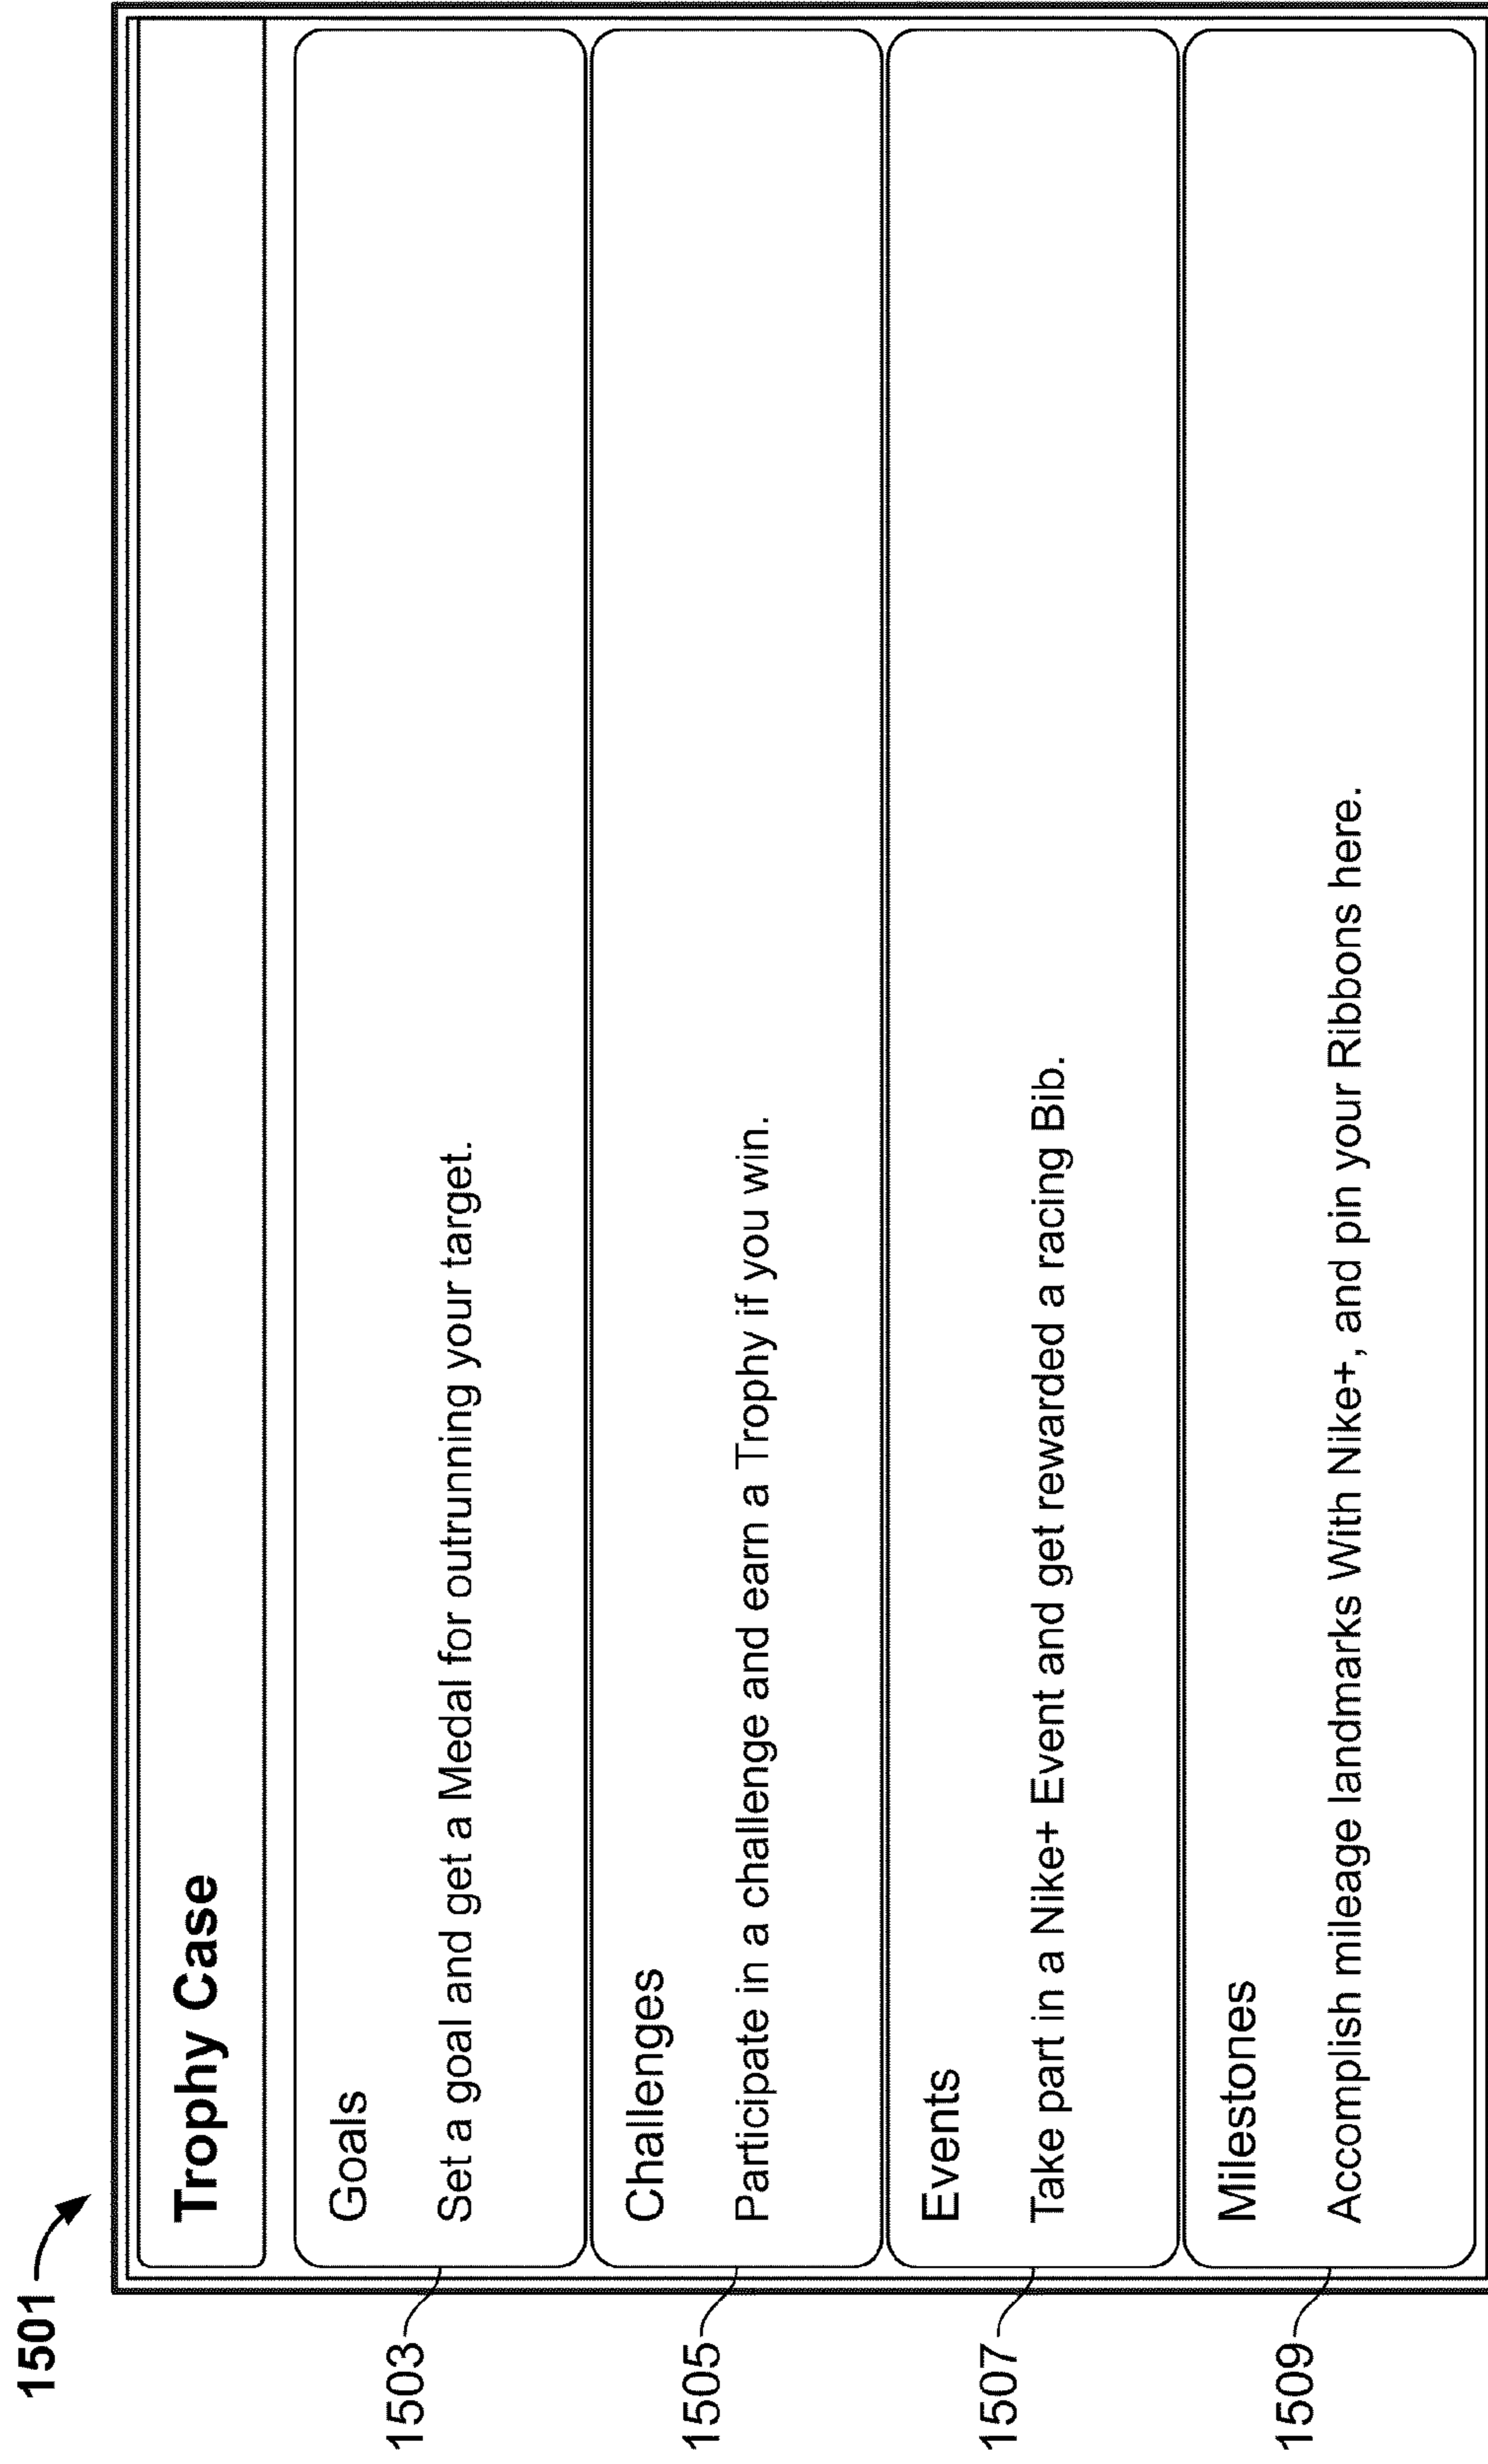 1501
Trophy Case
1503
Goals
Set a goal and get a Medal for outrunning your target.
1505
Challenges
Participate in a challenge and earn a Trophy if you win.
1507
Events
Take part in a Nike+ Event and get rewarded a racing Bib.
1509
Milestones
Accomplish mileage landmarks With Nike+, and pin your Ribbons here.